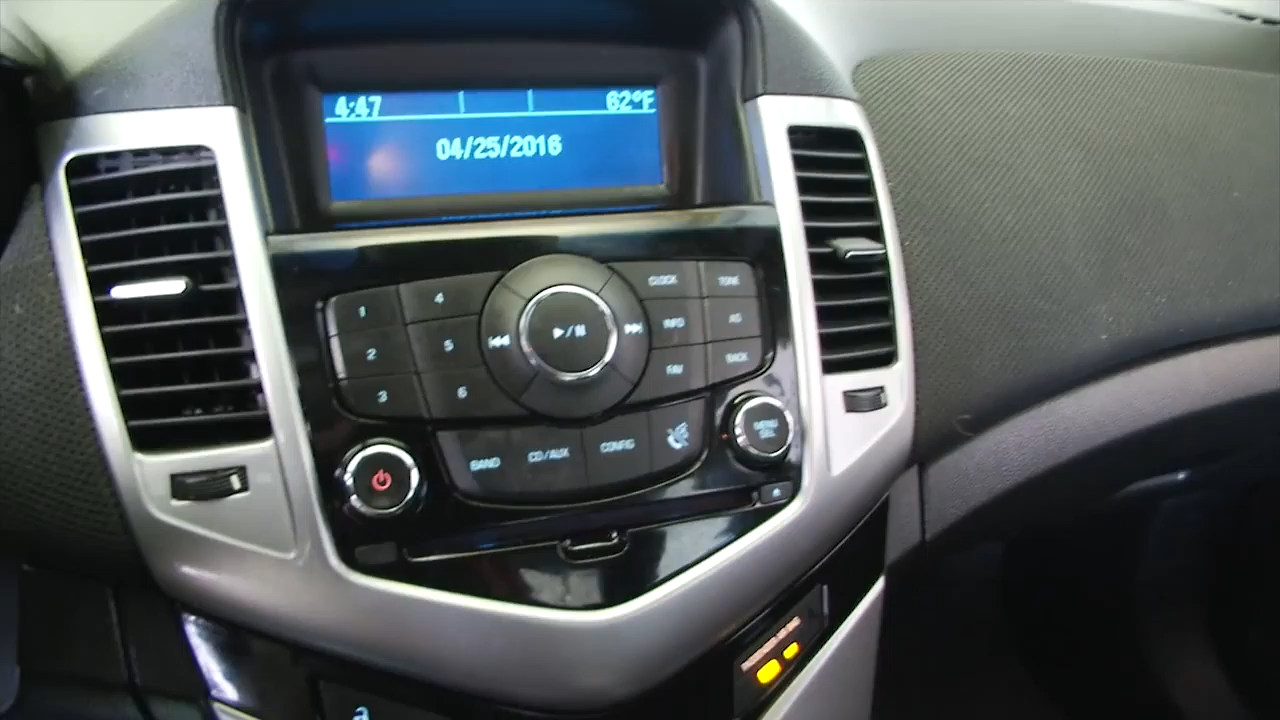 4:47 62°F
04/25/2016
1 4 CLOCK TONE
2 5 INFO AS
3 6 FAV BACK
BAND CD/AUX CONFIG
MENU
SEL